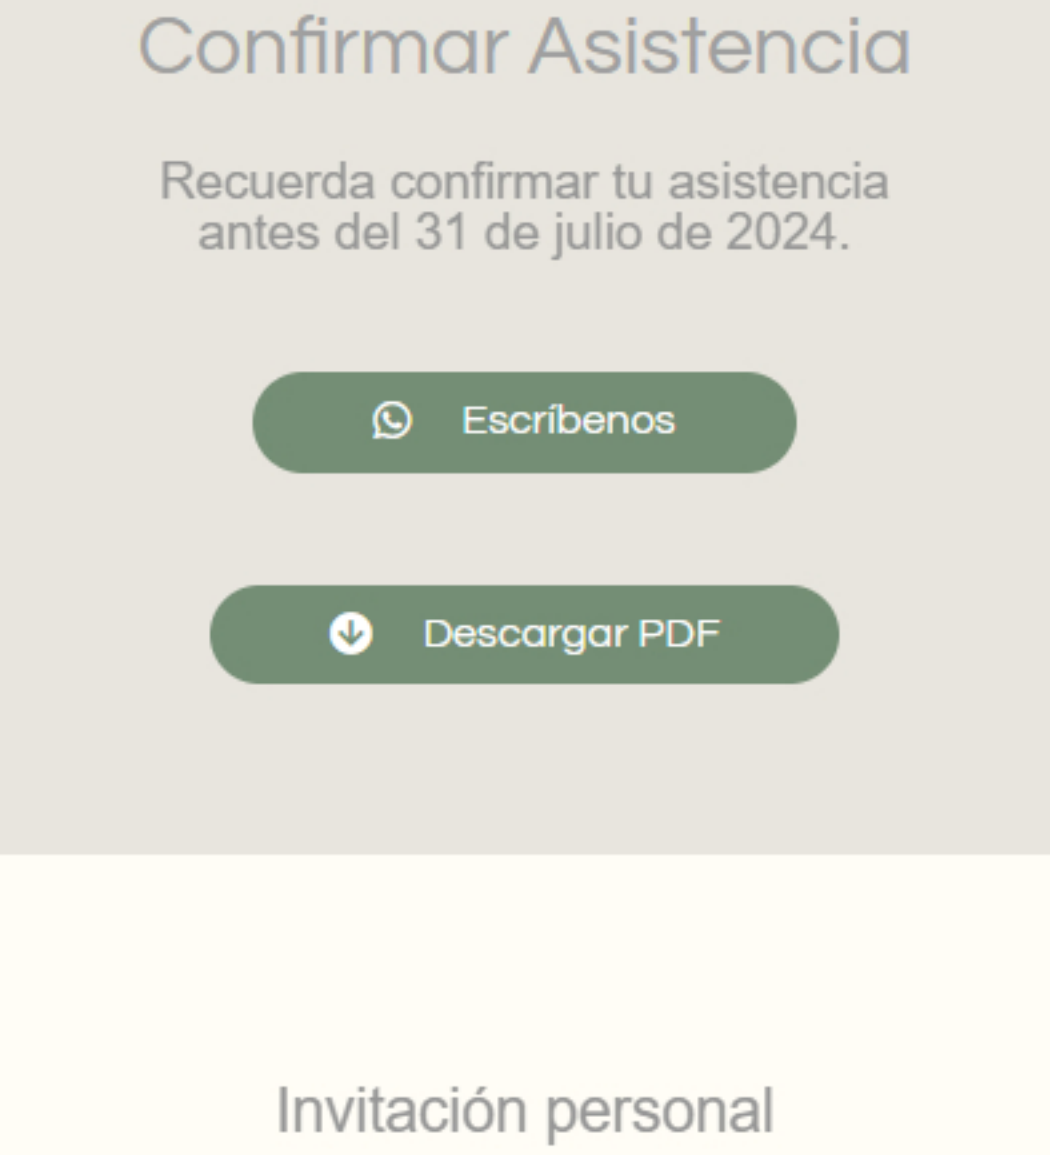 Confirmar Asistencia
Recuerda confirmar tu asistencia
antes del 31 de julio de 2024.
Escríbenos
Descargar PDF
Invitación personal